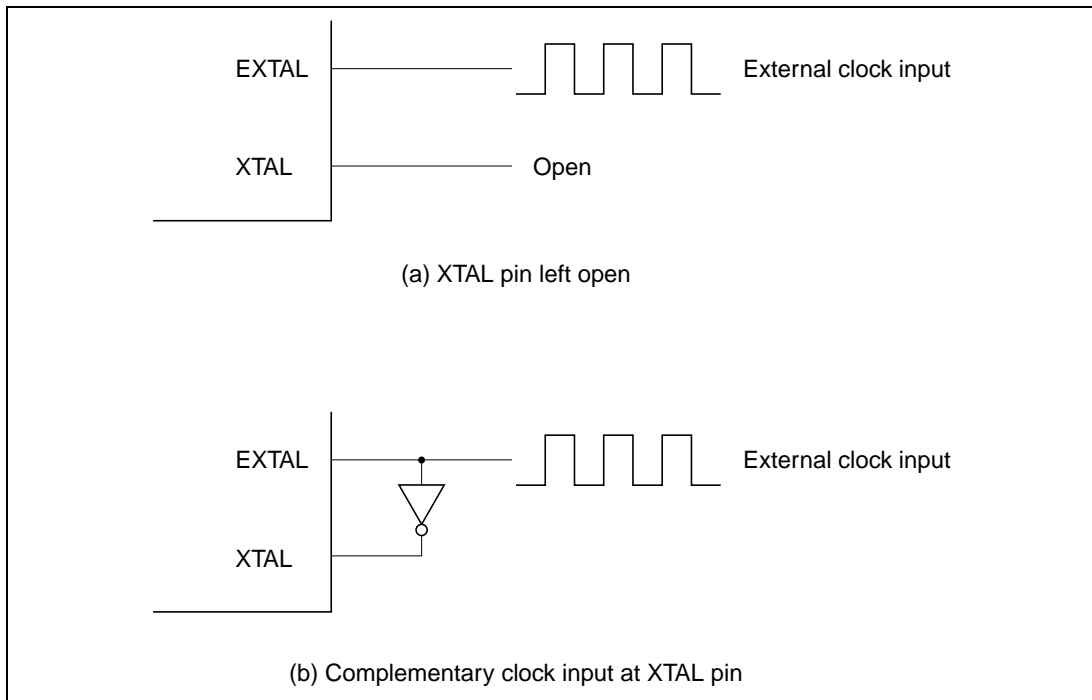 EXTAL
External clock input
XTAL
Open
(a) XTAL pin left open
EXTAL
External clock input
XTAL
(b) Complementary clock input at XTAL pin